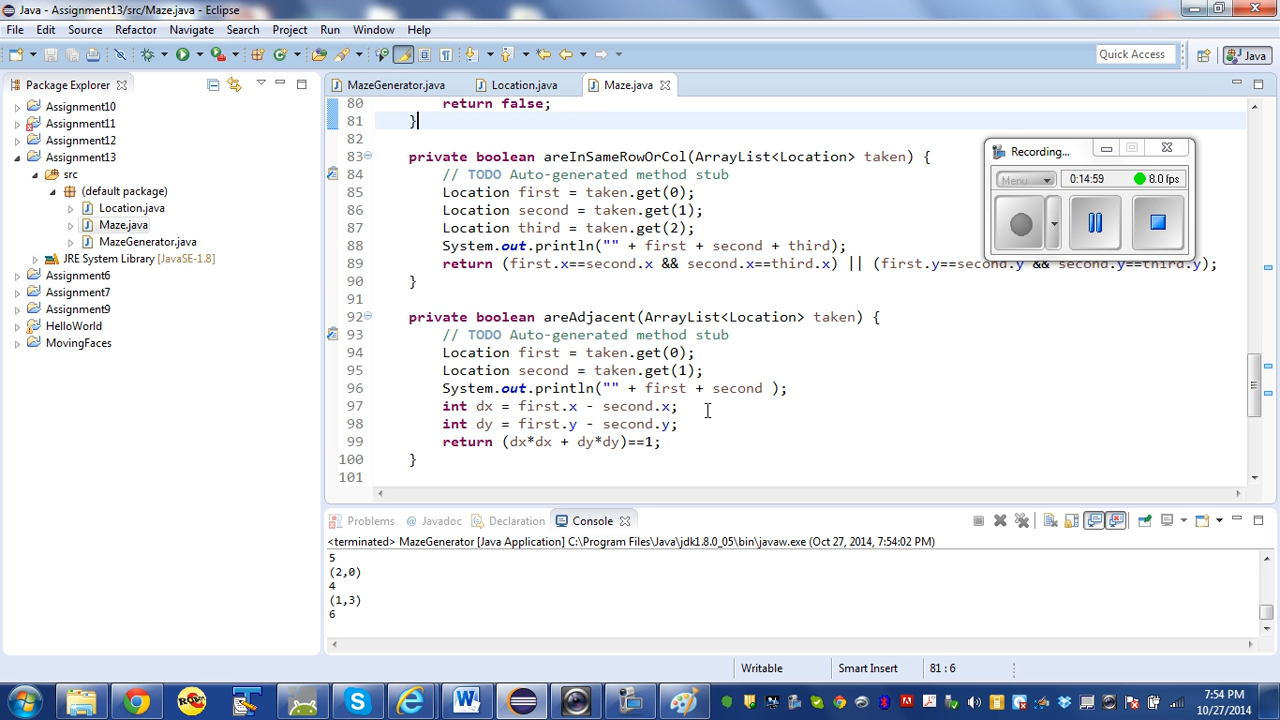 Java - Assignment13/src/Maze.java - Eclipse
File Edit Source Refactor Navigate Search Project Run Window Help
Quick Access Java
Package Explorer
Assignment10
Assignment11
Assignment12
Assignment13
src
(default package)
Location.java
Maze.java
MazeGenerator.java
JRE System Library [JavaSE-1.8]
Assignment6
Assignment7
Assignment9
HelloWorld
MovingFaces
MazeGenerator.java Location.java Maze.java
80 return false;
81 }
82
83 private boolean areInSameRowOrCol(ArrayList<Location> taken) {
84 // TODO Auto-generated method stub
85 Location first = taken.get(0);
86 Location second = taken.get(1);
87 Location third = taken.get(2);
88 System.out.println("" + first + second + third);
89 return (first.x==second.x && second.x==third.x) || (first.y==second.y && second.y==third.y);
90 }
91
92 private boolean areAdjacent(ArrayList<Location> taken) {
93 // TODO Auto-generated method stub
94 Location first = taken.get(0);
95 Location second = taken.get(1);
96 System.out.println("" + first + second );
97 int dx = first.x - second.x;
98 int dy = first.y - second.y;
99 return (dx*dx + dy*dy)==1;
100 }
101
Recording...
Menu 0:14:59 8.0 fps
Problems Javadoc Declaration Console
<terminated> MazeGenerator [Java Application] C:\Program Files\Java\jdk1.8.0_05\bin\javaw.exe (Oct 27, 2014, 7:54:02 PM)
5
(2,0)
4
(1,3)
6
Writable Smart Insert 81 : 6
7:54 PM
10/27/2014